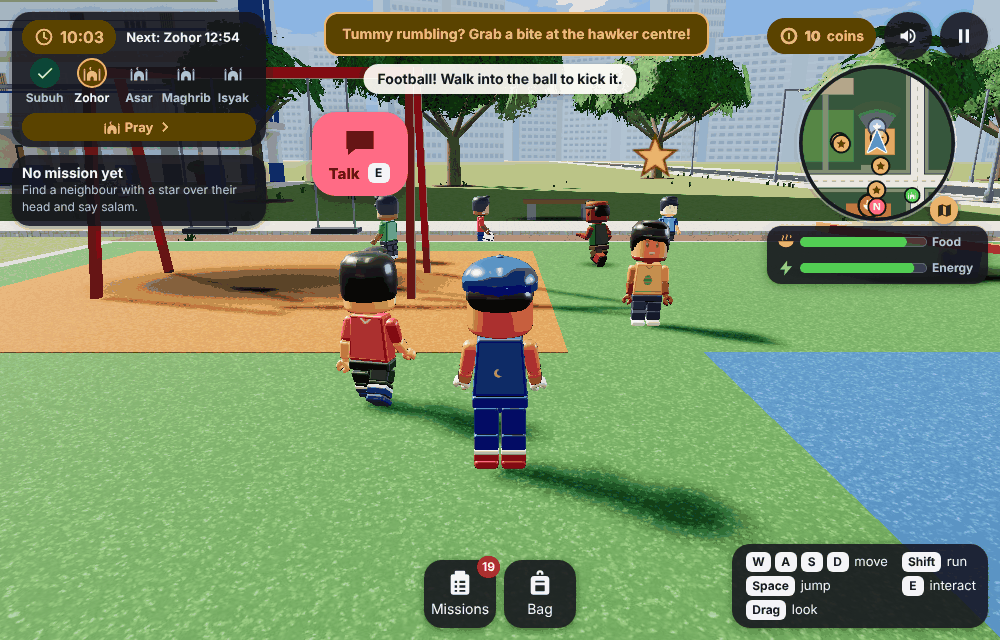 10:03 Next: Zohor 12:54
Subuh Zohor Asar Maghrib Isyak
Pray
No mission yet
Find a neighbour with a star over their
head and say salam.
Tummy rumbling? Grab a bite at the hawker centre!
Football! Walk into the ball to kick it.
Talk E
10 coins
N
Food
Energy
19
Missions
Bag
W A S D move Shift run
Space jump E interact
Drag look